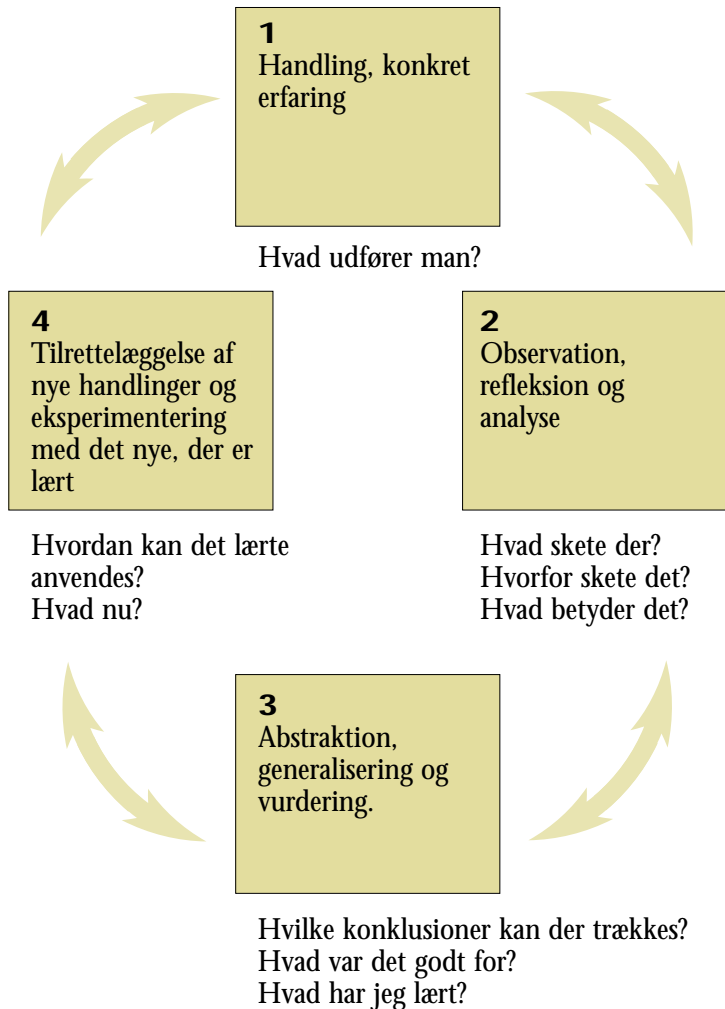 1
Handling, konkret
erfaring
Hvad udfører man?
2
Observation,
refleksion og
analyse
Hvad skete der?
Hvorfor skete det?
Hvad betyder det?
3
Abstraktion,
generalisering og
vurdering.
Hvilke konklusioner kan der trækkes?
Hvad var det godt for?
Hvad har jeg lært?
4
Tilrettelæggelse af
nye handlinger og
eksperimentering
med det nye, der er
lært
Hvordan kan det lærte
anvendes?
Hvad nu?